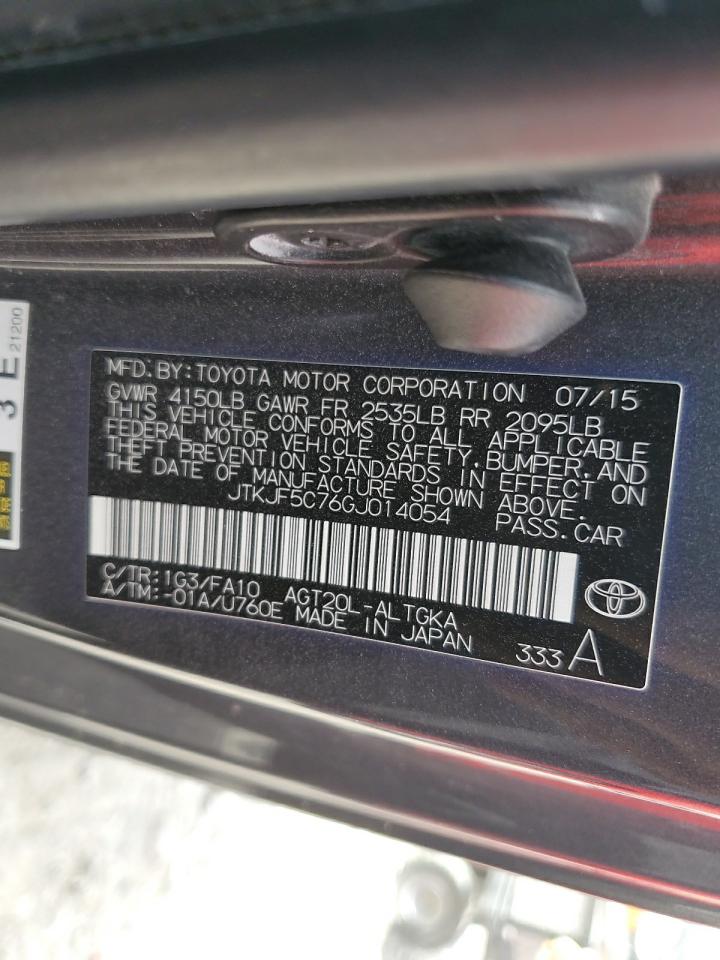 MFD. BY: TOYOTA MOTOR CORPORATION 07/15
GVWR 4150LB GAWR FR 2535LB RR 2095LB
THIS VEHICLE CONFORMS TO ALL APPLICABLE
FEDERAL MOTOR VEHICLE SAFETY, BUMPER, AND
THEFT PREVENTION STANDARDS IN EFFECT ON
THE DATE OF MANUFACTURE SHOWN ABOVE.
JTKJF5C76GJ014054 PASS. CAR
C/TR: 1G3/FA10 AGT20L-ALTGKA
A/TM: -01A/U760E MADE IN JAPAN
333 A
3 E
21200